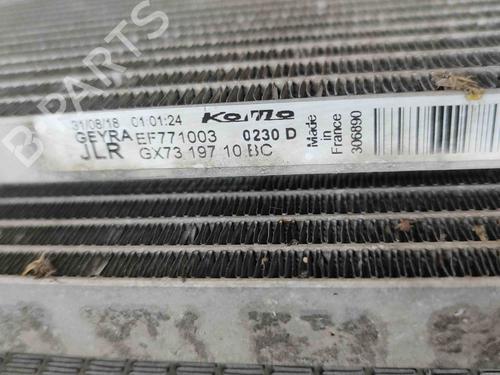 B-PARTS
31/08/18 01:01:24 KoMo
GEYRA EF771003 0230 D
JLR GX73 197 10 BC
Made
in
France
306890